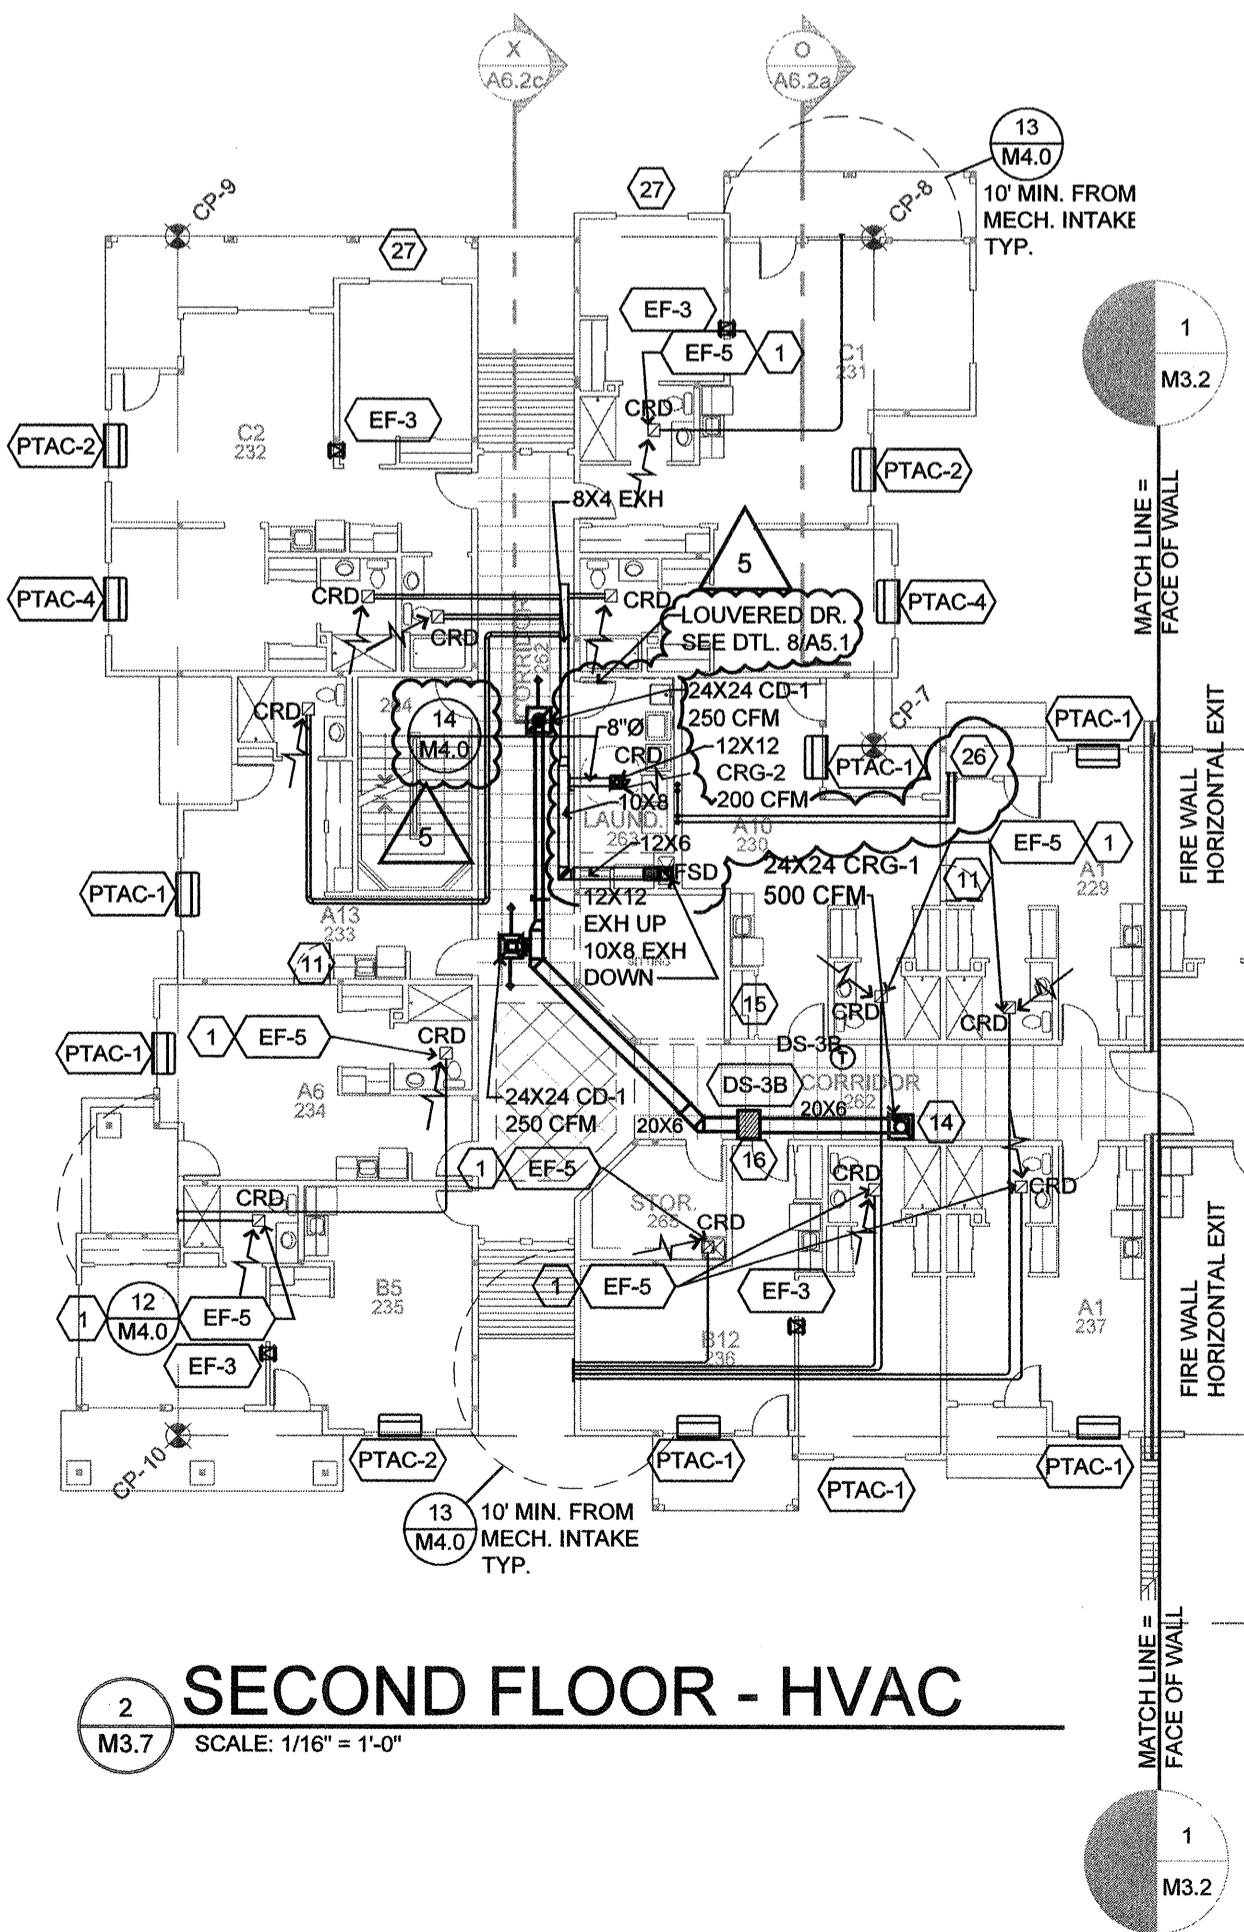 X
A6.2c
O
A6.2a
13
M4.0
10' MIN. FROM
MECH. INTAKE
TYP.
CP-9
27
27
CP-8
EF-3
EF-5
1
C1
231
1
M3.2
EF-3
CRD
C2
232
PTAC-2
PTAC-2
8X4 EXH
5
MATCH LINE =
FACE OF WALL
PTAC-4
CRD
CRD
CRD
PTAC-4
LOUVERED DR.
SEE DTL. 8/A5.1
CORRIDOR
262
CRD
14
M4.0
24X24 CD-1
250 CFM
8"Ø
CRD
12X12
CRG-2
200 CFM
CP-7
PTAC-1
PTAC-1
26
FIRE WALL
HORIZONTAL EXIT
5
10X8
LAUND.
263
A10
230
12X6
FSD
24X24 CRG-1
500 CFM
EF-5
1
11
A1
229
PTAC-1
A13
233
11
12X12
EXH UP
10X8 EXH
DOWN
15
CRD
CRD
PTAC-1
1
EF-5
CRD
A6
234
DS-3B
T
DS-3B
CORRIDOR
262
24X24 CD-1
250 CFM
20X6
20X6
14
16
1
EF-5
CRD
CRD
STOR.
265
CRD
CRD
1
EF-5
EF-3
1
12
M4.0
EF-5
B5
235
EF-3
B12
236
A1
237
FIRE WALL
HORIZONTAL EXIT
CP-10
PTAC-2
PTAC-1
PTAC-1
PTAC-1
13
M4.0
10' MIN. FROM
MECH. INTAKE
TYP.
MATCH LINE =
FACE OF WALL
2
M3.7
SECOND FLOOR - HVAC
SCALE: 1/16" = 1'-0"
1
M3.2